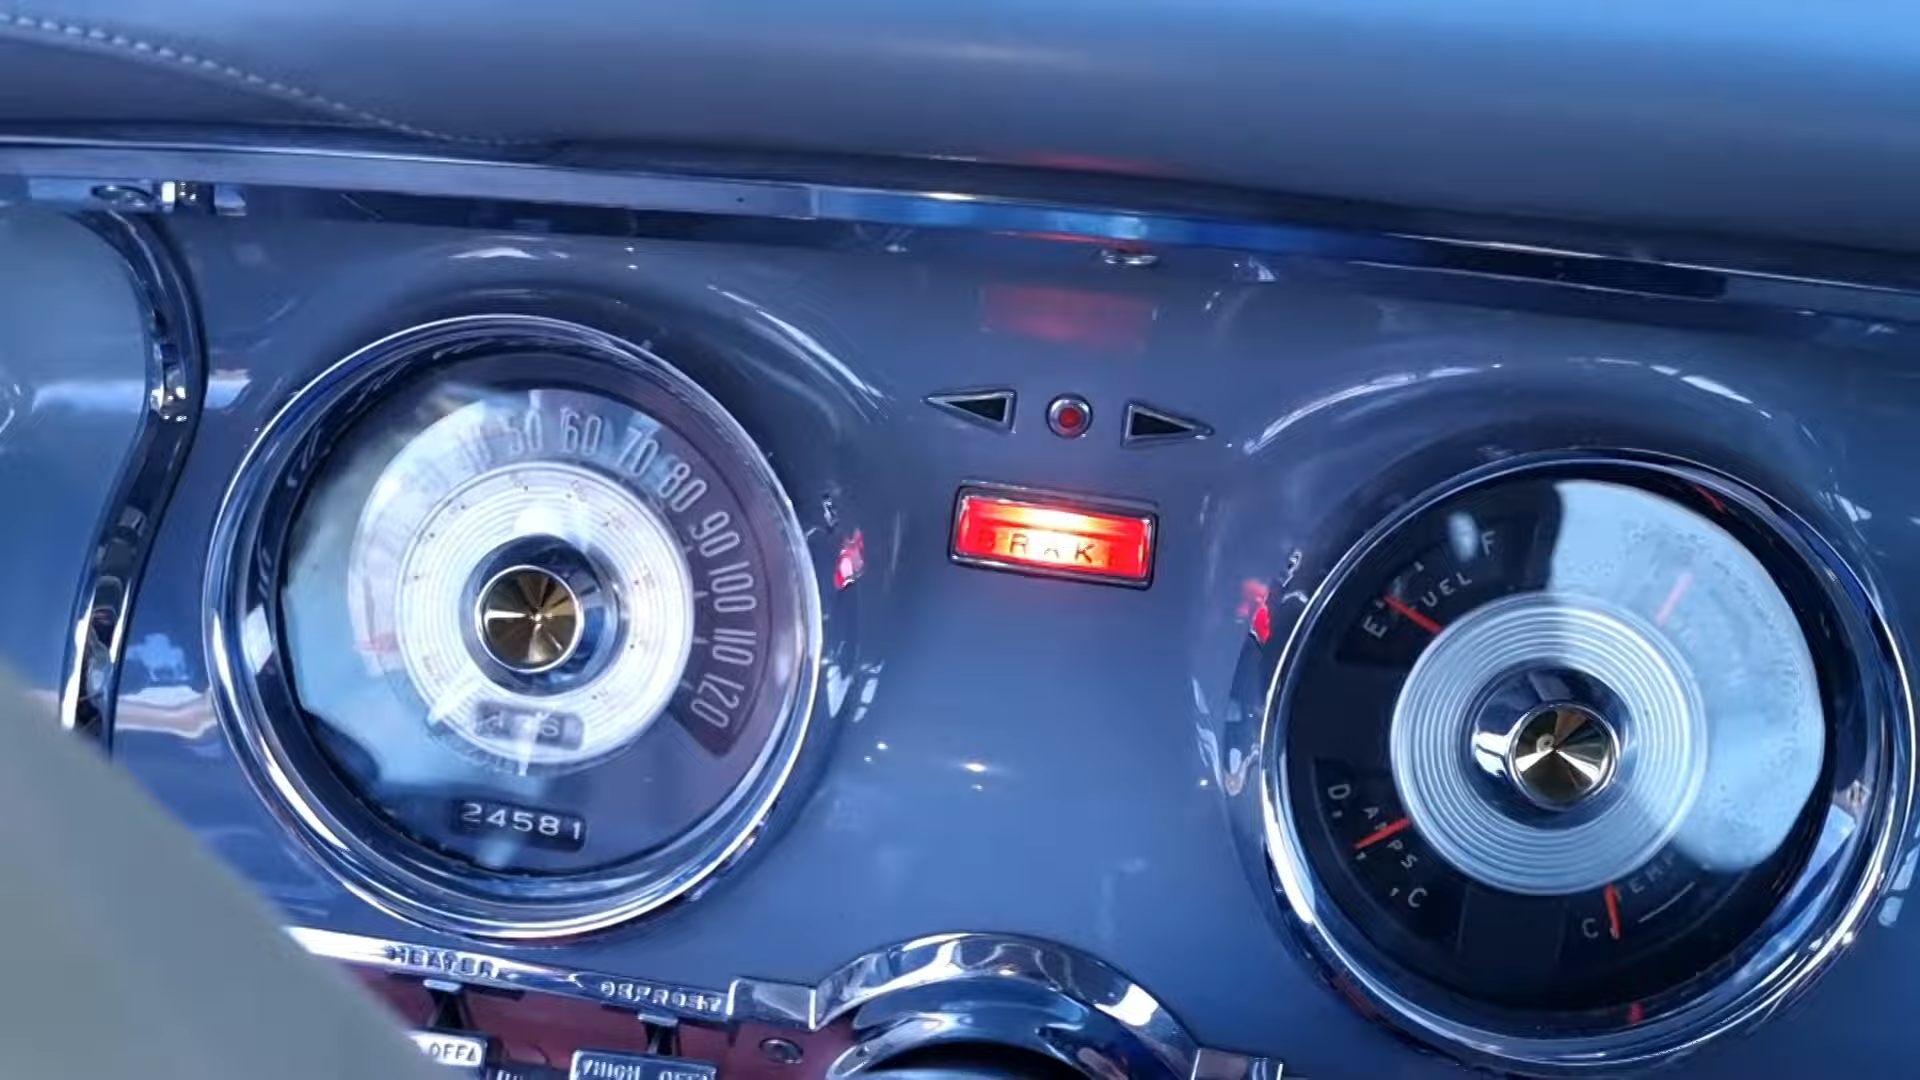 50 60 70 80 90 100 110 120
24581
BRAKE
E FUEL F
D AMPS C
C TEMP
HEATER DEFROST
OFF
HIGH OFF